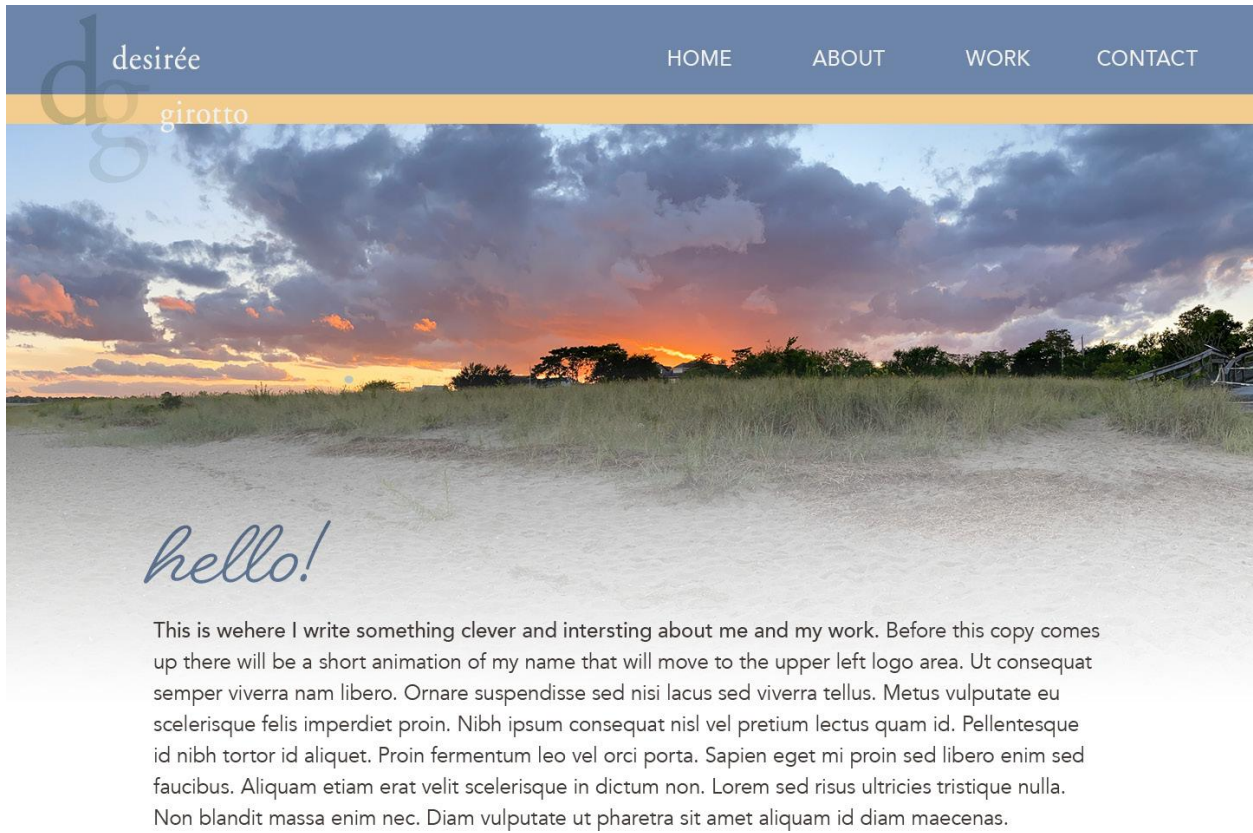 dg
desirée
girotto
HOME ABOUT WORK CONTACT
hello!
This is wehere I write something clever and intersting about me and my work. Before this copy comes
up there will be a short animation of my name that will move to the upper left logo area. Ut consequat
semper viverra nam libero. Ornare suspendisse sed nisi lacus sed viverra tellus. Metus vulputate eu
scelerisque felis imperdiet proin. Nibh ipsum consequat nisl vel pretium lectus quam id. Pellentesque
id nibh tortor id aliquet. Proin fermentum leo vel orci porta. Sapien eget mi proin sed libero enim sed
faucibus. Aliquam etiam erat velit scelerisque in dictum non. Lorem sed risus ultricies tristique nulla.
Non blandit massa enim nec. Diam vulputate ut pharetra sit amet aliquam id diam maecenas.